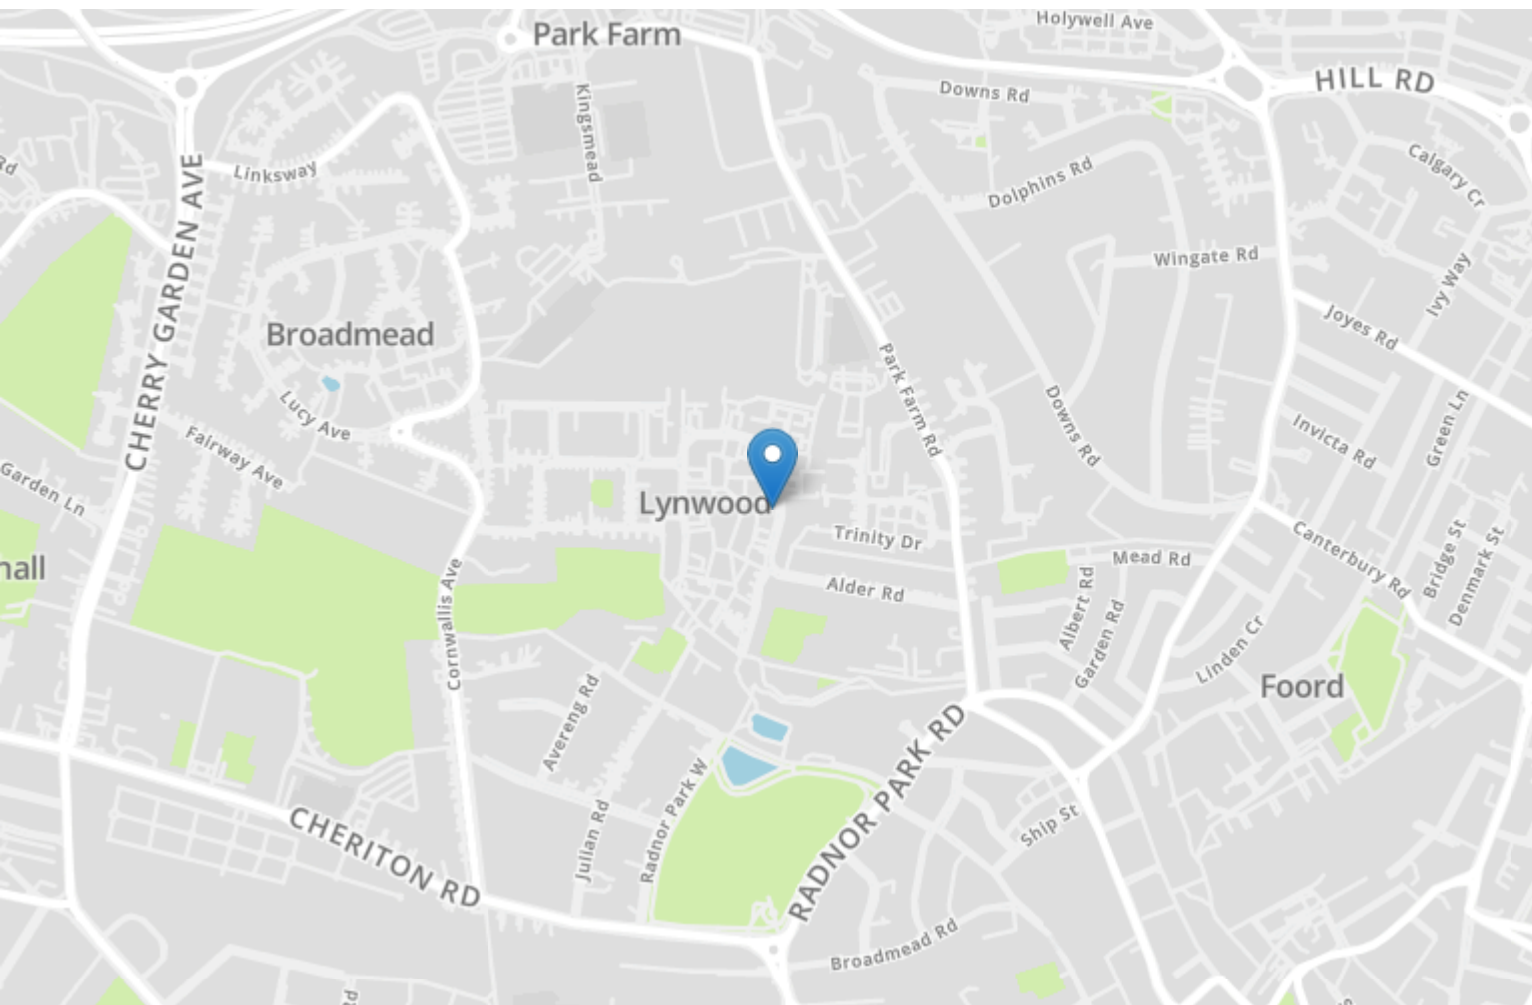 Holywell Ave
Park Farm
HILL RD
Downs Rd
Kingsmead
Rd
Linksway
Calgary Cr
Dolphins Rd
CHERRY GARDEN AVE
Wingate Rd
Ivy Way
Joyes Rd
Broadmead
Park Farm Rd
Lucy Ave
Downs Rd
Green Ln
Fairway Ave
Invicta Rd
Garden Ln
Lynwood
Trinity Dr
Canterbury Rd
Bridge St
Denmark St
Mead Rd
hall
Alder Rd
Albert Rd
Cornwallis Ave
Garden Rd
Linden Cr
Foord
Avereng Rd
RADNOR PARK RD
Radnor Park W
Julian Rd
Ship St
CHERITON RD
Broadmead Rd